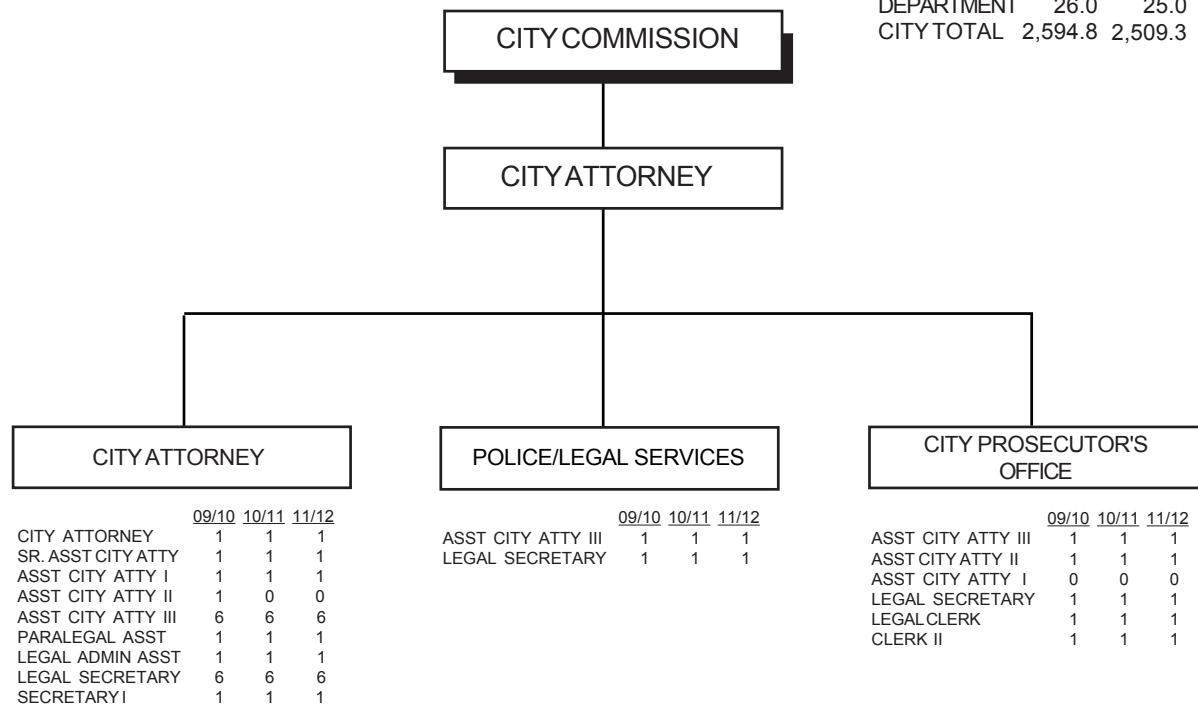 DEPARTMENT 26.0 25.0
CITY TOTAL 2,594.8 2,509.3
CITY COMMISSION
CITY ATTORNEY
CITY ATTORNEY
09/10 10/11 11/12
CITY ATTORNEY 1 1 1
SR. ASST CITY ATTY 1 1 1
ASST CITY ATTY I 1 1 1
ASST CITY ATTY II 1 0 0
ASST CITY ATTY III 6 6 6
PARALEGAL ASST 1 1 1
LEGAL ADMIN ASST 1 1 1
LEGAL SECRETARY 6 6 6
SECRETARY I 1 1 1
POLICE/LEGAL SERVICES
09/10 10/11 11/12
ASST CITY ATTY III 1 1 1
LEGAL SECRETARY 1 1 1
CITY PROSECUTOR'S
OFFICE
09/10 10/11 11/12
ASST CITY ATTY III 1 1 1
ASST CITY ATTY II 1 1 1
ASST CITY ATTY I 0 0 0
LEGAL SECRETARY 1 1 1
LEGAL CLERK 1 1 1
CLERK II 1 1 1